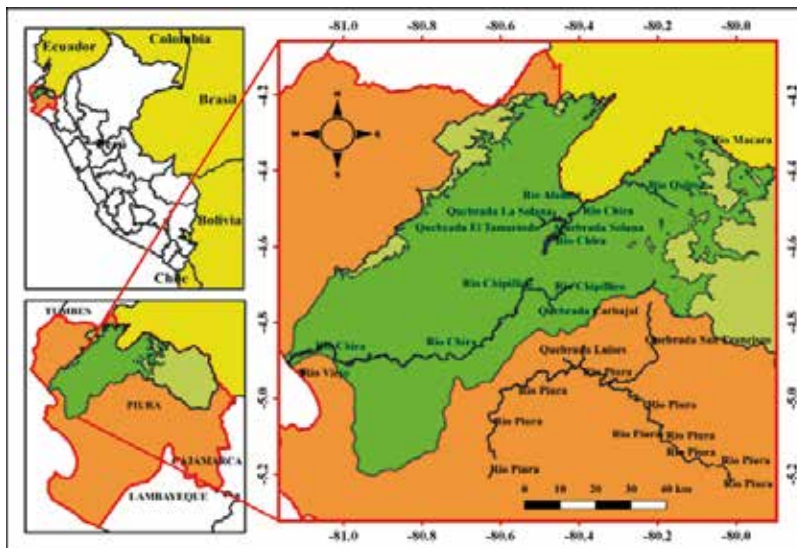 Ecuador
Colombia
Brasil
Perú
Bolivia
TUMBES
PIURA
CAJAMARCA
LAMBAYEQUE
-81.0 -80.8 -80.6 -80.4 -80.2 -80.0
-4.2
-4.4
-4.6
-4.8
-5.0
-5.2
N
E
S
Rio Macara
Rio Quiroz
Rio Alamor
Quebrada La Solana
Rio Chira
Quebrada El Tamarindo
Quebrada Solana
Rio Chira
Rio Chipillico
Rio Chipillico
Quebrada Carbajal
Rio Chira
Rio Chira
Rio Viejo
Quebrada San Francisco
Rio Piura
Rio Piura
Rio Piura
Rio Piura
Rio Piura
Rio Piura
Rio Piura
Rio Piura
Rio Piura
0 10 20 30 40 km
-81.0 -80.8 -80.6 -80.4 -80.2 -80.0